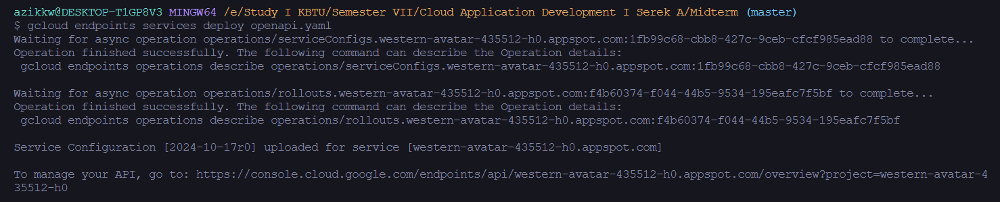 azikkw@DESKTOP-T1GP8V3 MINGW64 /e/Study I KBTU/Semester VII/Cloud Application Development I Serek A/Midterm (master)
$ gcloud endpoints services deploy openapi.yaml
Waiting for async operation operations/serviceConfigs.western-avatar-435512-h0.appspot.com:1fb99c68-cbb8-427c-9ceb-cfcf985ead88 to complete...
Operation finished successfully. The following command can describe the Operation details:
 gcloud endpoints operations describe operations/serviceConfigs.western-avatar-435512-h0.appspot.com:1fb99c68-cbb8-427c-9ceb-cfcf985ead88

Waiting for async operation operations/rollouts.western-avatar-435512-h0.appspot.com:f4b60374-f044-44b5-9534-195eafc7f5bf to complete...
Operation finished successfully. The following command can describe the Operation details:
 gcloud endpoints operations describe operations/rollouts.western-avatar-435512-h0.appspot.com:f4b60374-f044-44b5-9534-195eafc7f5bf

Service Configuration [2024-10-17r0] uploaded for service [western-avatar-435512-h0.appspot.com]

To manage your API, go to: https://console.cloud.google.com/endpoints/api/western-avatar-435512-h0.appspot.com/overview?project=western-avatar-4
35512-h0